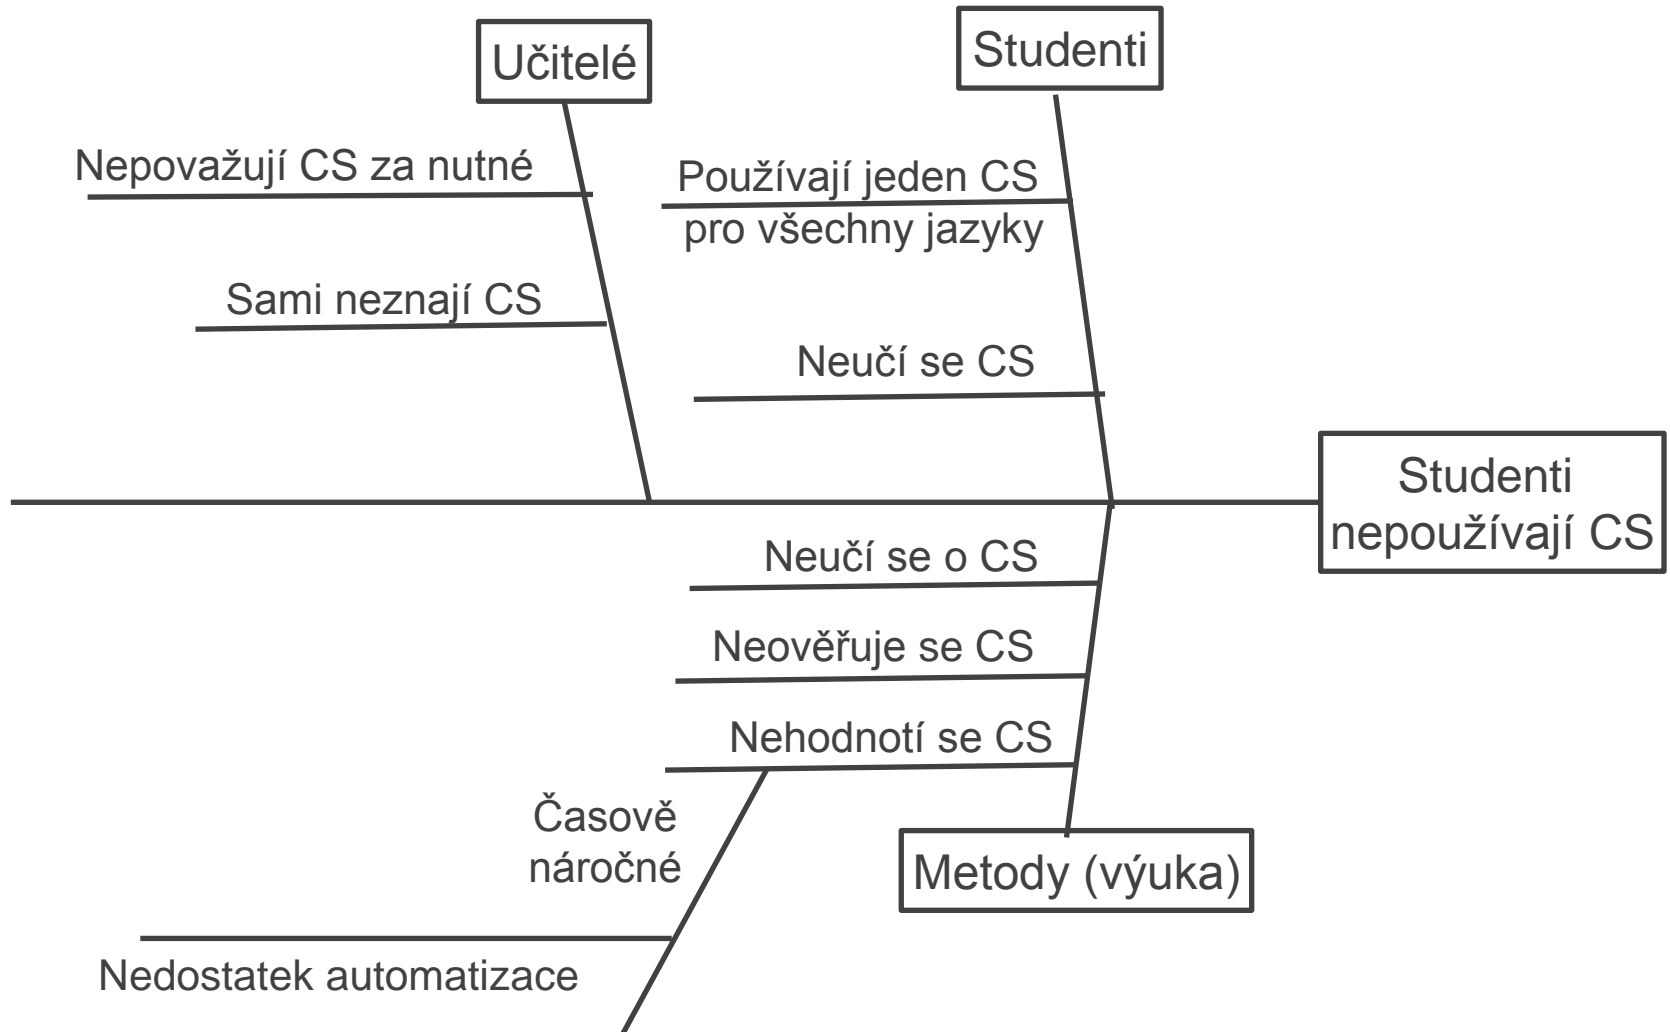 Učitelé
Studenti
Nepovažují CS za nutné
Používají jeden CS
pro všechny jazyky
Sami neznají CS
Neučí se CS
Studenti
nepoužívají CS
Neučí se o CS
Neověřuje se CS
Nehodnotí se CS
Časově
náročné
Metody (výuka)
Nedostatek automatizace